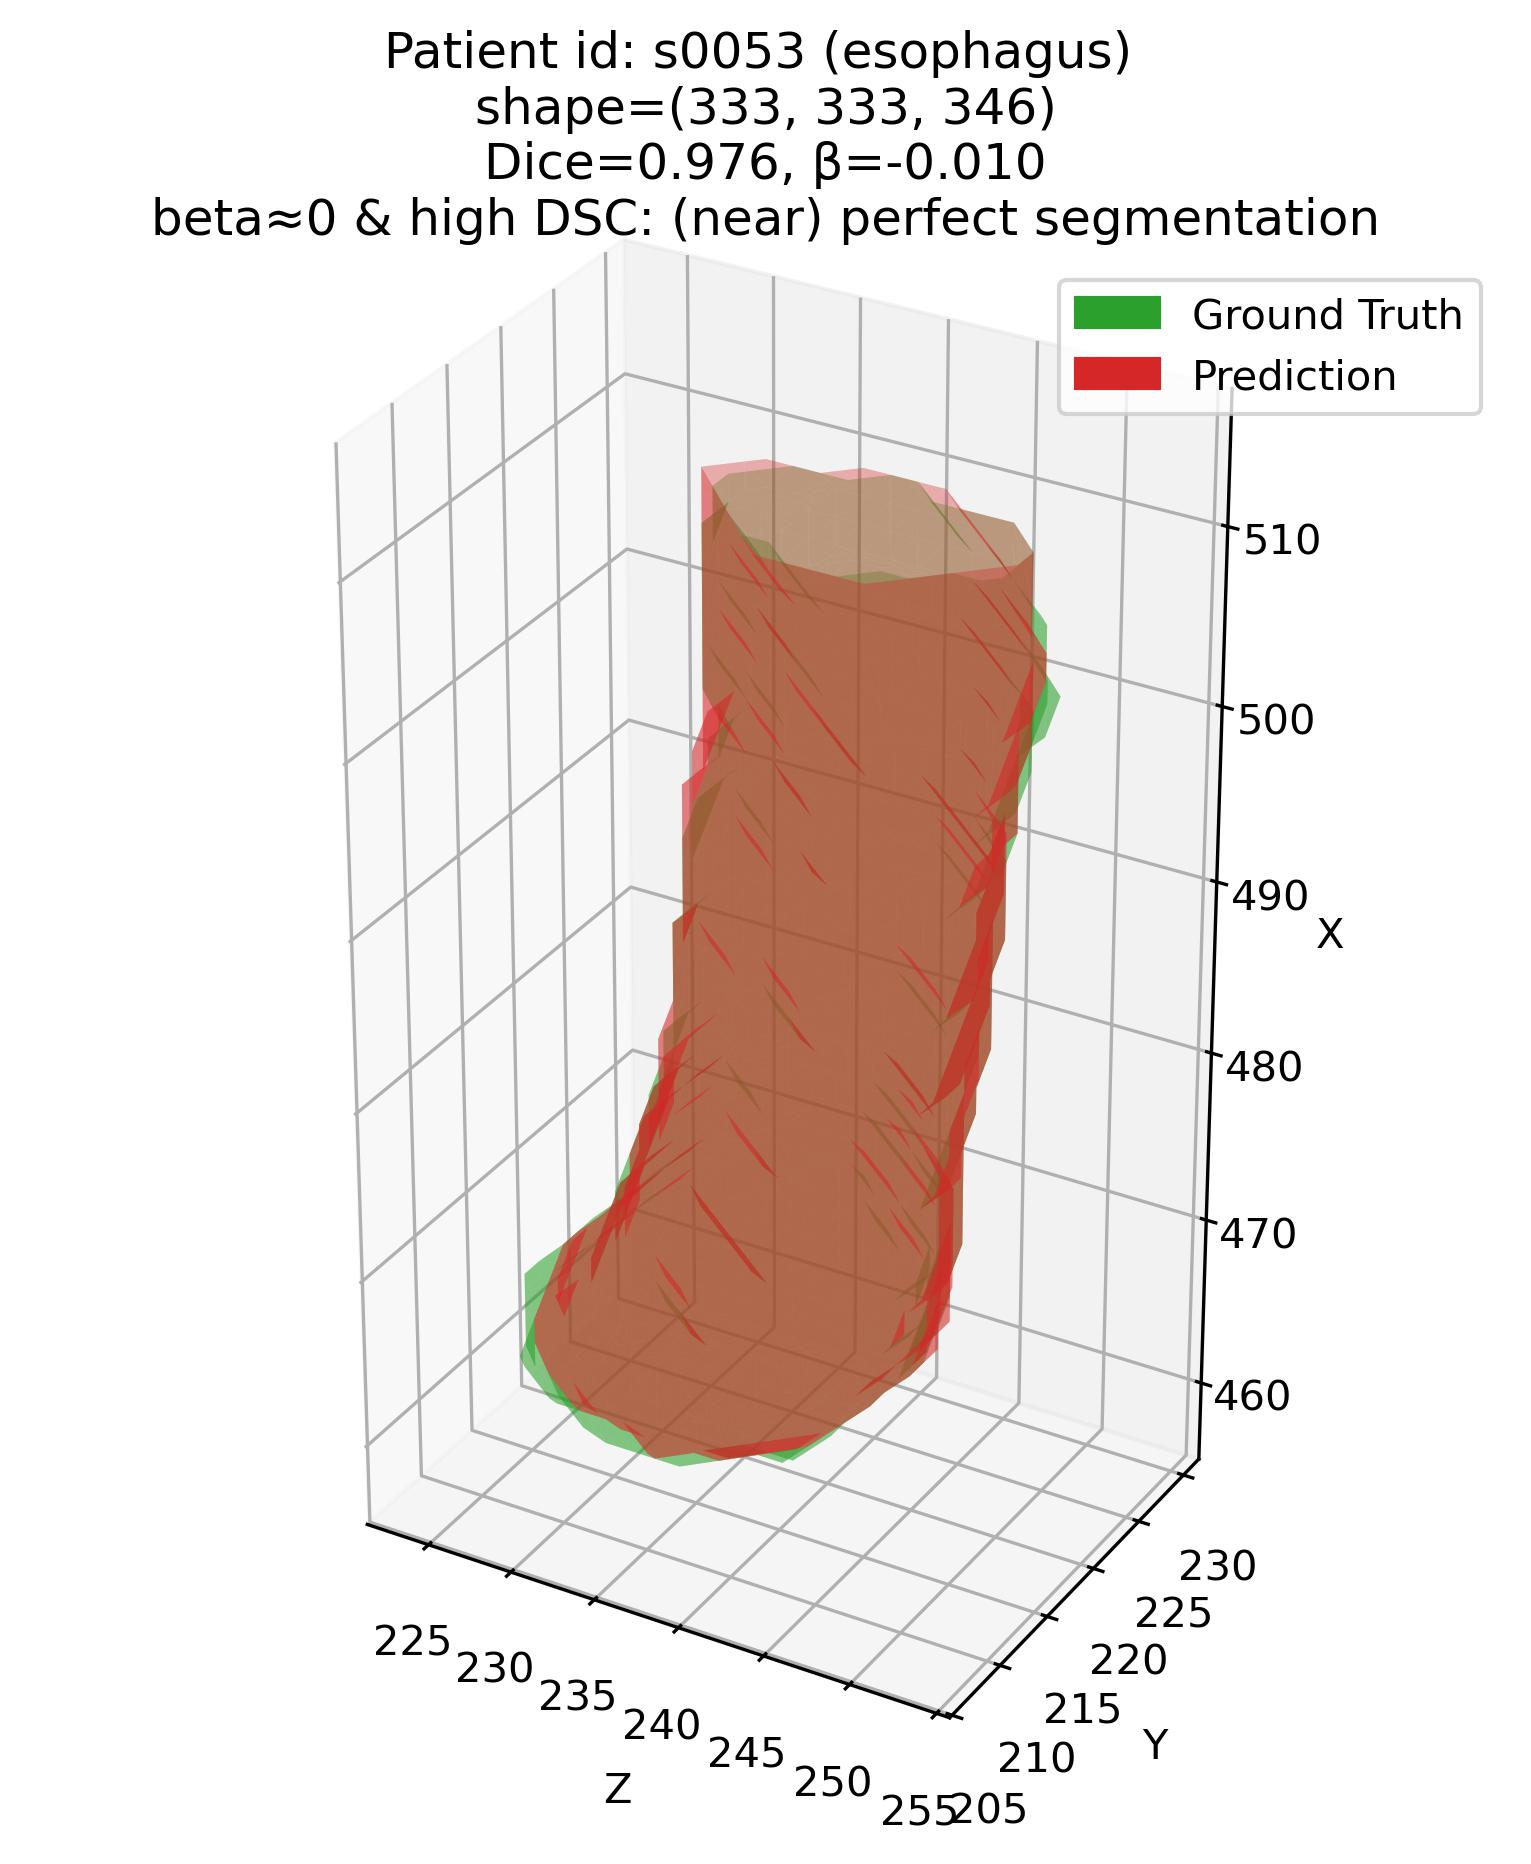 Patient id: s0053 (esophagus)
shape=(333, 333, 346)
Dice=0.976, β=-0.010
beta≈0 & high DSC: (near) perfect segmentation
Ground Truth
Prediction
510
500
490
X
480
470
460
230
225
220
215
Y
210
205
225
230
235
240
245
250
255
Z